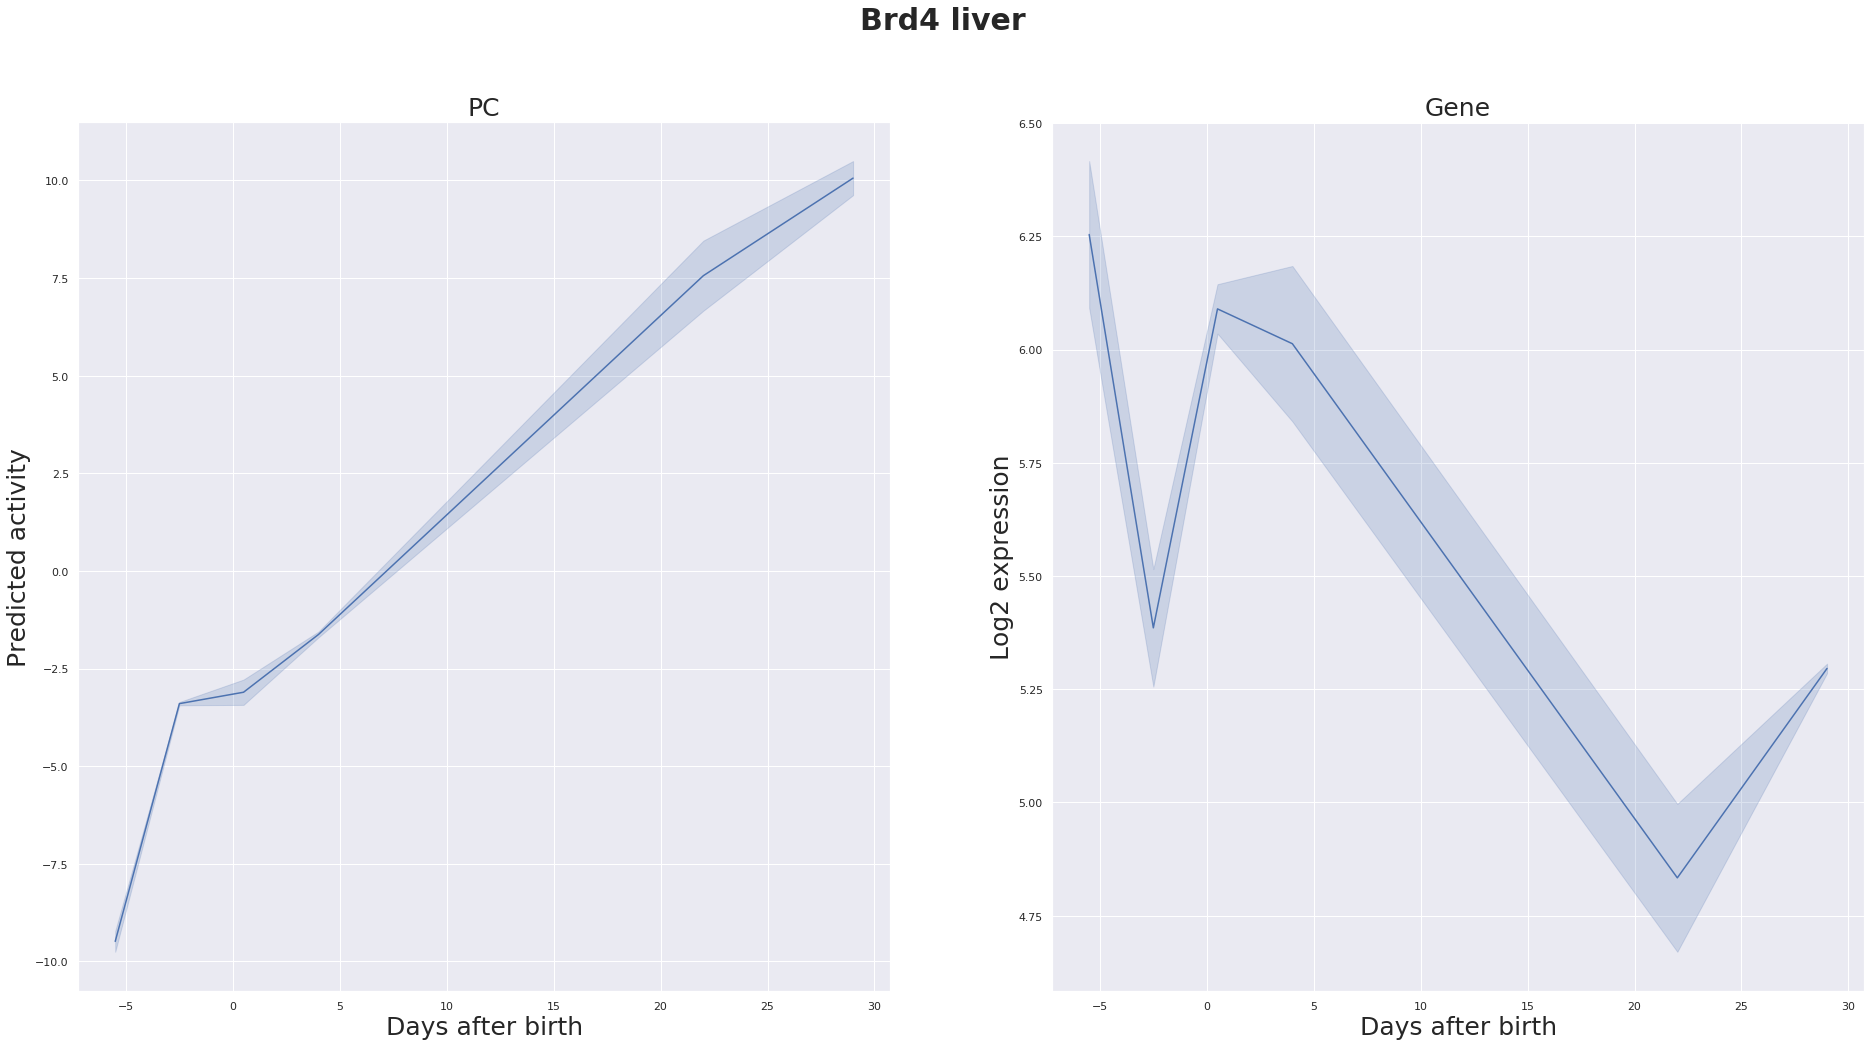 Brd4 liver
PC
Predicted activity
10.0
7.5
5.0
2.5
0.0
−2.5
−5.0
−7.5
−10.0
−5 0 5 10 15 20 25 30
Days after birth
Gene
Log2 expression
6.50
6.25
6.00
5.75
5.50
5.25
5.00
4.75
−5 0 5 10 15 20 25 30
Days after birth